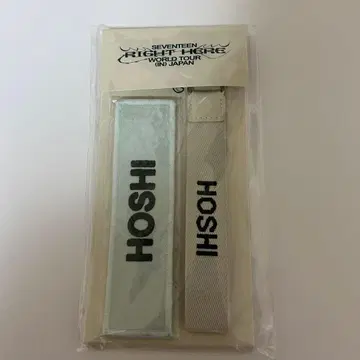 SEVENTEEN
RIGHT HERE
WORLD TOUR
(IN) JAPAN
HOSHI
HOSHI